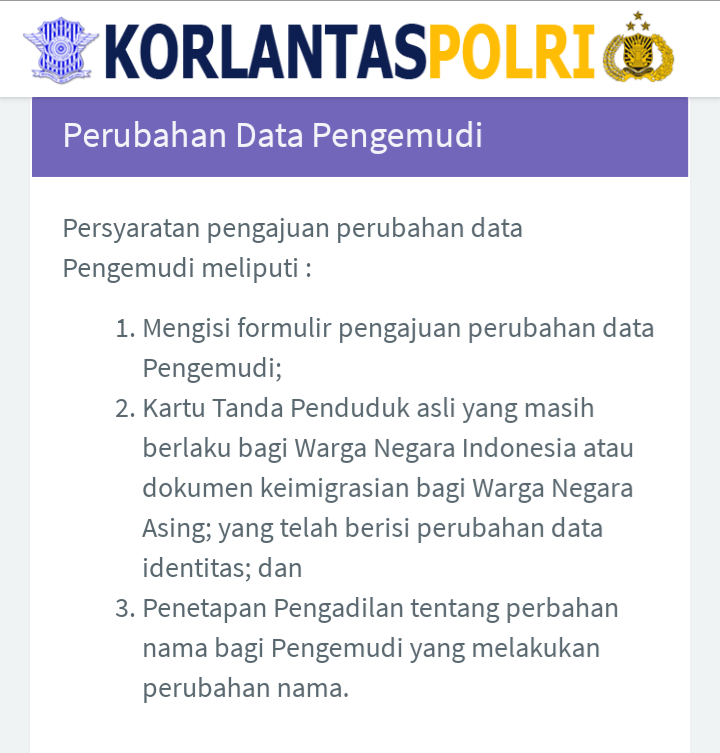 KORLANTASPOLRI
Perubahan Data Pengemudi
Persyaratan pengajuan perubahan data
Pengemudi meliputi :
1. Mengisi formulir pengajuan perubahan data
Pengemudi;
2. Kartu Tanda Penduduk asli yang masih
berlaku bagi Warga Negara Indonesia atau
dokumen keimigrasian bagi Warga Negara
Asing; yang telah berisi perubahan data
identitas; dan
3. Penetapan Pengadilan tentang perbahan
nama bagi Pengemudi yang melakukan
perubahan nama.